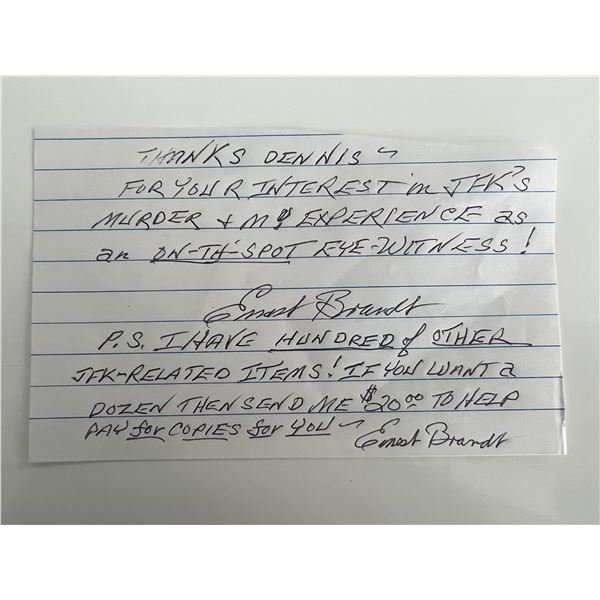 THANKS DENNIS ~
FOR YOUR INTEREST in JFK's
MURDER & MY EXPERIENCE as
an ON-TH'-SPOT EYE-WITNESS!
Ernest Brandt
P.S. I HAVE HUNDRED of OTHER
JFK-RELATED ITEMS! IF YOU WANT a
DOZEN THEN SEND ME $20.00 TO HELP
PAY for COPIES for YOU ~ Ernest Brandt